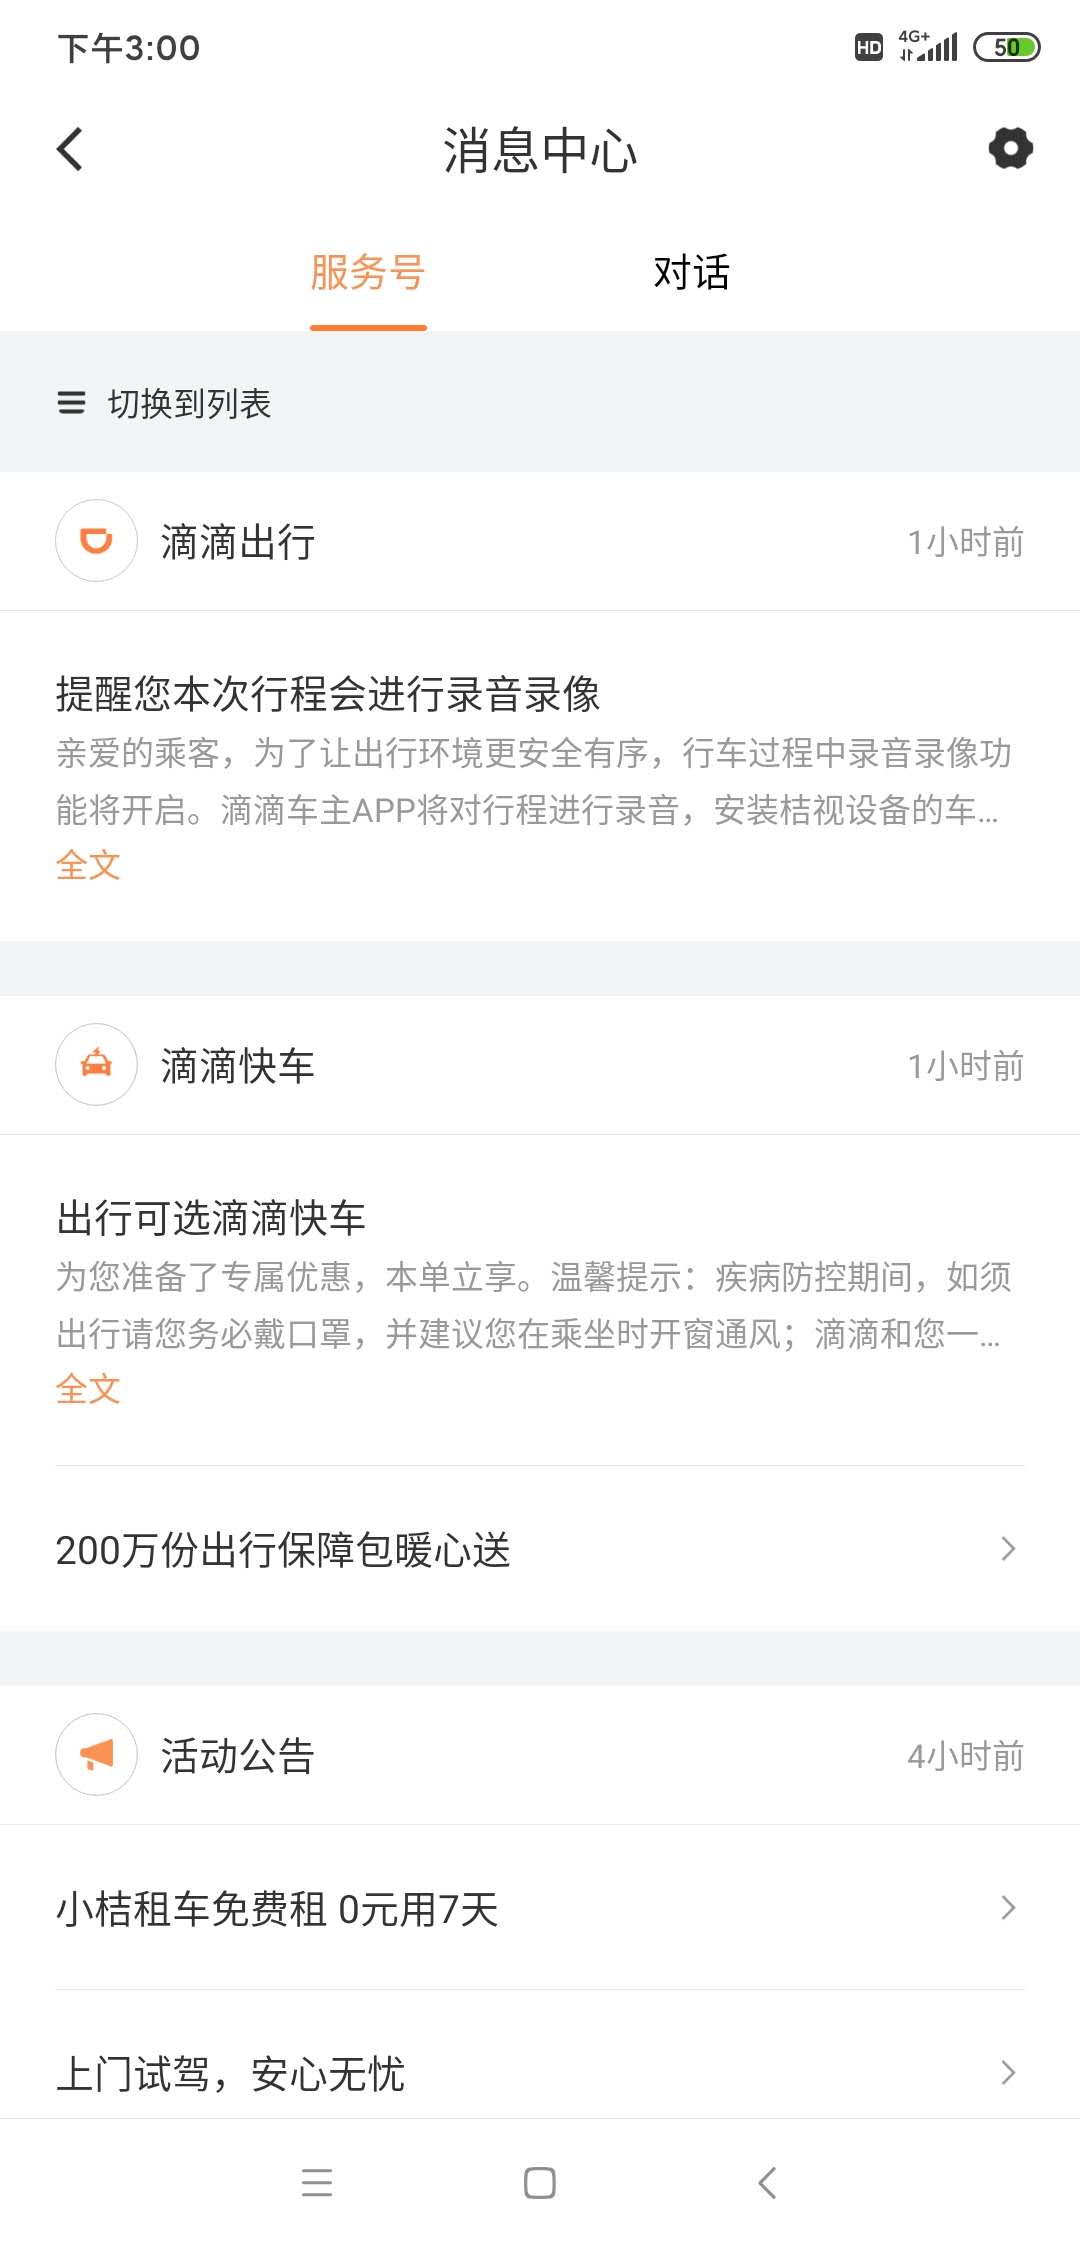 下午3:00
HD 4G+ 50
消息中心
服务号 对话
切换到列表
滴滴出行 1小时前
提醒您本次行程会进行录音录像
亲爱的乘客，为了让出行环境更安全有序，行车过程中录音录像功
能将开启。滴滴车主APP将对行程进行录音，安装桔视设备的车...
全文
滴滴快车 1小时前
出行可选滴滴快车
为您准备了专属优惠，本单立享。温馨提示：疾病防控期间，如须
出行请您务必戴口罩，并建议您在乘坐时开窗通风；滴滴和您一...
全文
200万份出行保障包暖心送
活动公告 4小时前
小桔租车免费租 0元用7天
上门试驾，安心无忧